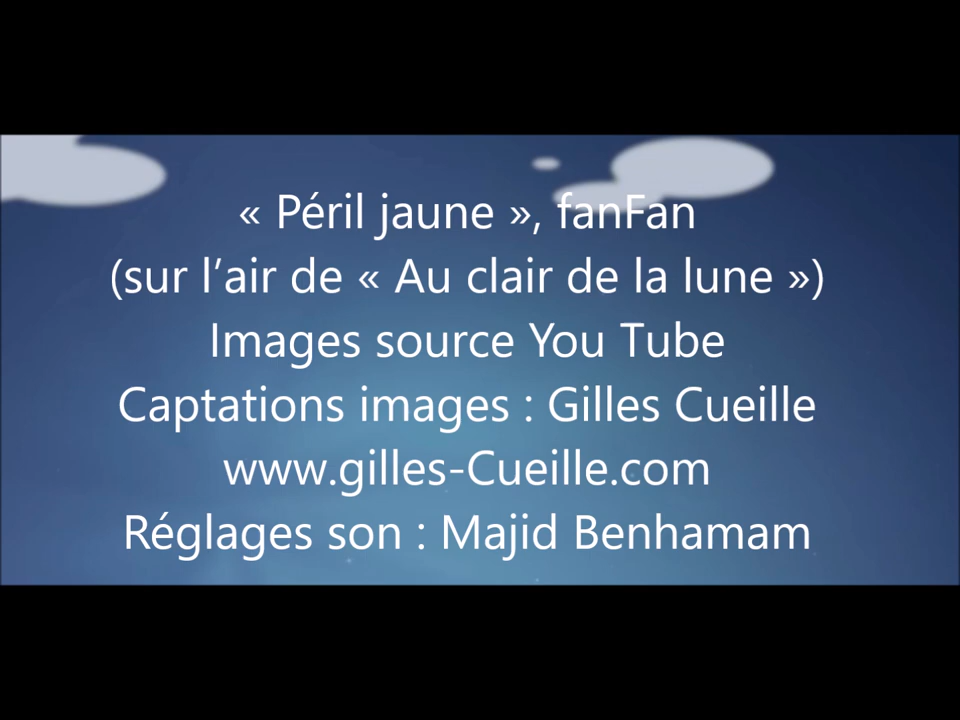 « Péril jaune », fanFan
(sur l’air de « Au clair de la lune »)
Images source You Tube
Captations images : Gilles Cueille
www.gilles-Cueille.com
Réglages son : Majid Benhamam